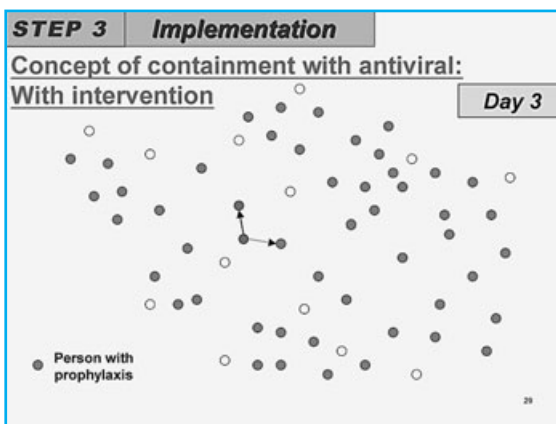 STEP 3 Implementation
Concept of containment with antiviral:
With intervention
Day 3
Person with
prophylaxis
29